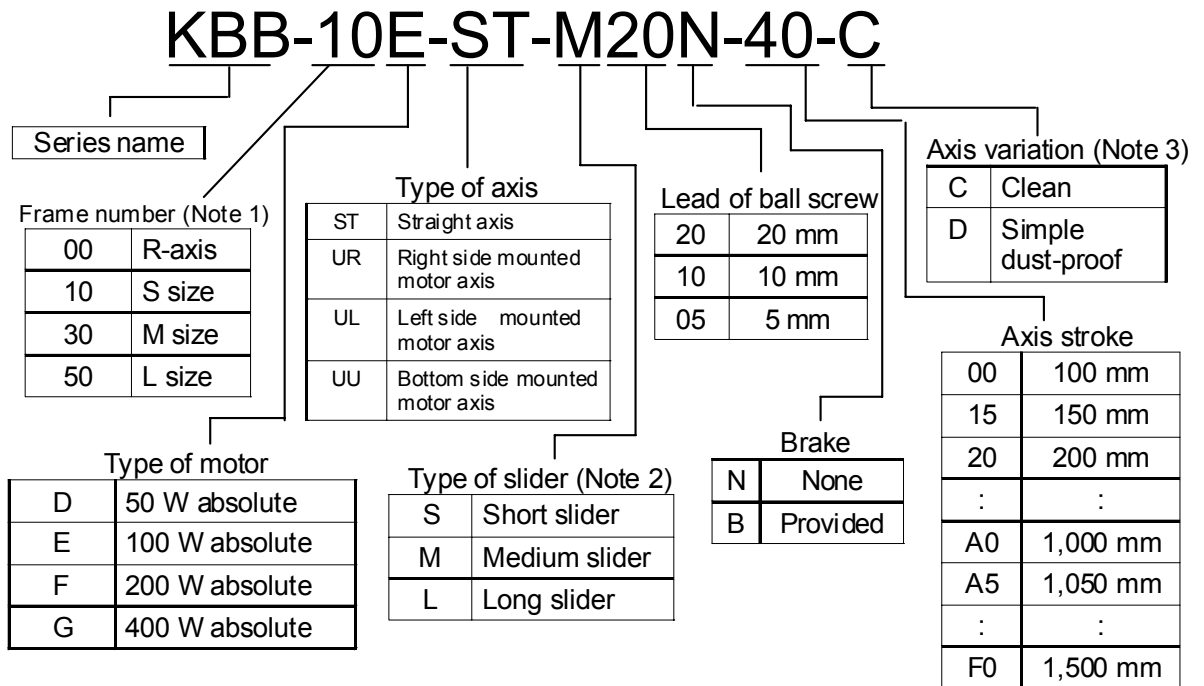 KBB-10E-ST-M20N-40-C
Series name
Frame number (Note 1)
00 R-axis
10 S size
30 M size
50 L size
Type of motor
D 50 W absolute
E 100 W absolute
F 200 W absolute
G 400 W absolute
Type of axis
ST Straight axis
UR Right side mounted
motor axis
UL Left side mounted
motor axis
UU Bottom side mounted
motor axis
Type of slider (Note 2)
S Short slider
M Medium slider
L Long slider
Lead of ball screw
20 20 mm
10 10 mm
05 5 mm
Brake
N None
B Provided
Axis variation (Note 3)
C Clean
D Simple
dust-proof
Axis stroke
00 100 mm
15 150 mm
20 200 mm
: :
A0 1,000 mm
A5 1,050 mm
: :
F0 1,500 mm